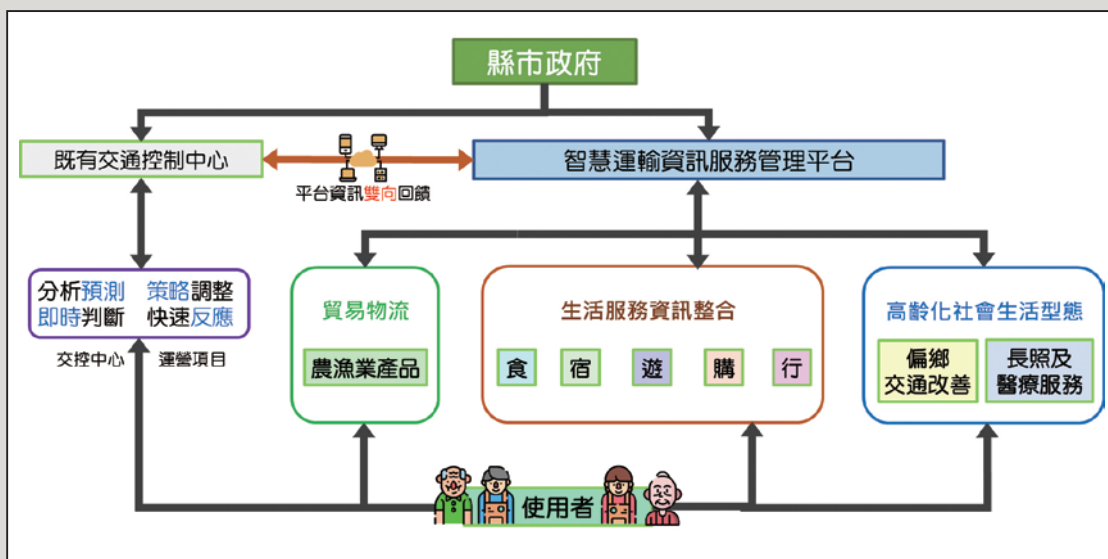 縣市政府
既有交通控制中心
智慧運輸資訊服務管理平台
平台資訊雙向回饋
分析預測 策略調整
即時判斷 快速反應
交控中心 運營項目
貿易物流
農漁業產品
生活服務資訊整合
食 宿 遊 購 行
高齡化社會生活型態
偏鄉
交通改善
長照及
醫療服務
使用者